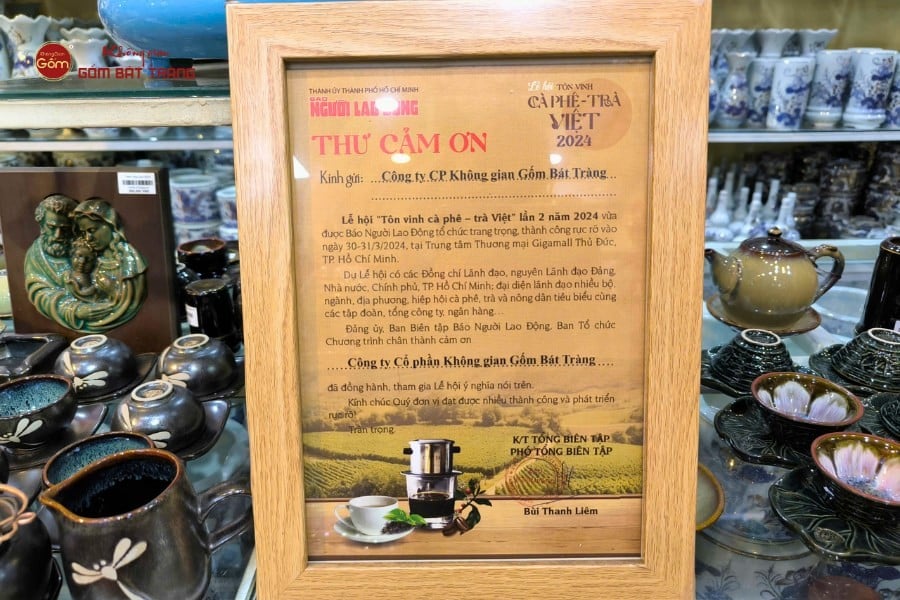 Không Gian
Gốm
Không gian
GỐM BÁT TRÀNG
THÀNH ỦY THÀNH PHỐ HỒ CHÍ MINH
BÁO
NGƯỜI LAO ĐỘNG
Lễ hội TÔN VINH
CÀ PHÊ-TRÀ
VIỆT
2024
THƯ CẢM ƠN
Kính gửi: Công ty CP Không gian Gốm Bát Tràng
Lễ hội "Tôn vinh cà phê – trà Việt" lần 2 năm 2024 vừa
được Báo Người Lao Động tổ chức trang trọng, thành công rực rỡ vào
ngày 30-31/3/2024, tại Trung tâm Thương mại Gigamall Thủ Đức,
TP. Hồ Chí Minh.
Dự Lễ hội có các Đồng chí Lãnh đạo, nguyên Lãnh đạo Đảng,
Nhà nước, Chính phủ, TP. Hồ Chí Minh; đại diện lãnh đạo nhiều bộ,
ngành, địa phương, hiệp hội cà phê, trà và nông dân tiêu biểu cùng
các tập đoàn, tổng công ty, ngân hàng...
Đảng ủy, Ban Biên tập Báo Người Lao Động, Ban Tổ chức
Chương trình chân thành cảm ơn
Công ty Cổ phần Không gian Gốm Bát Tràng
đã đồng hành, tham gia Lễ hội ý nghĩa nói trên.
Kính chúc Quý đơn vị đạt được nhiều thành công và phát triển
rực rỡ!
Trân trọng.
K/T TỔNG BIÊN TẬP
PHÓ TỔNG BIÊN TẬP
Bùi Thanh Liêm